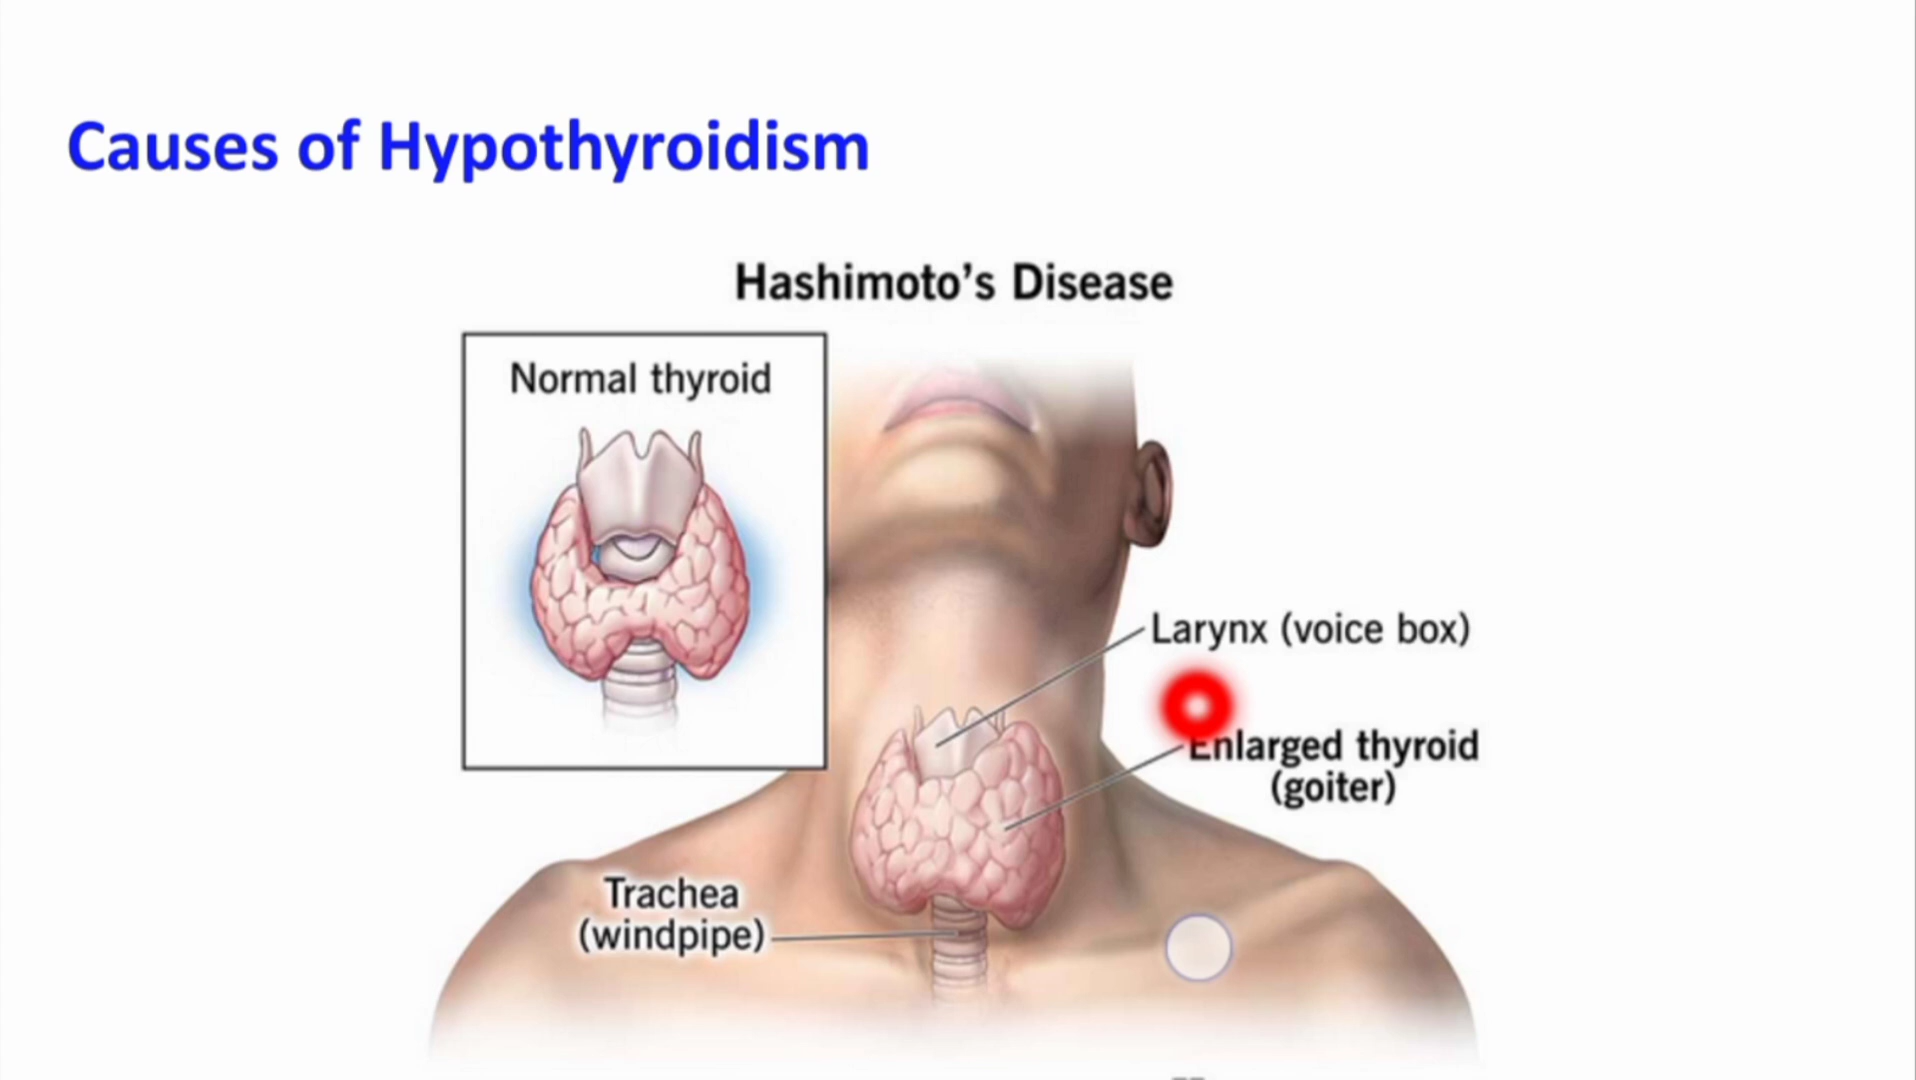 Causes of Hypothyroidism
Hashimoto's Disease
Normal thyroid
Larynx (voice box)
Enlarged thyroid
(goiter)
Trachea
(windpipe)